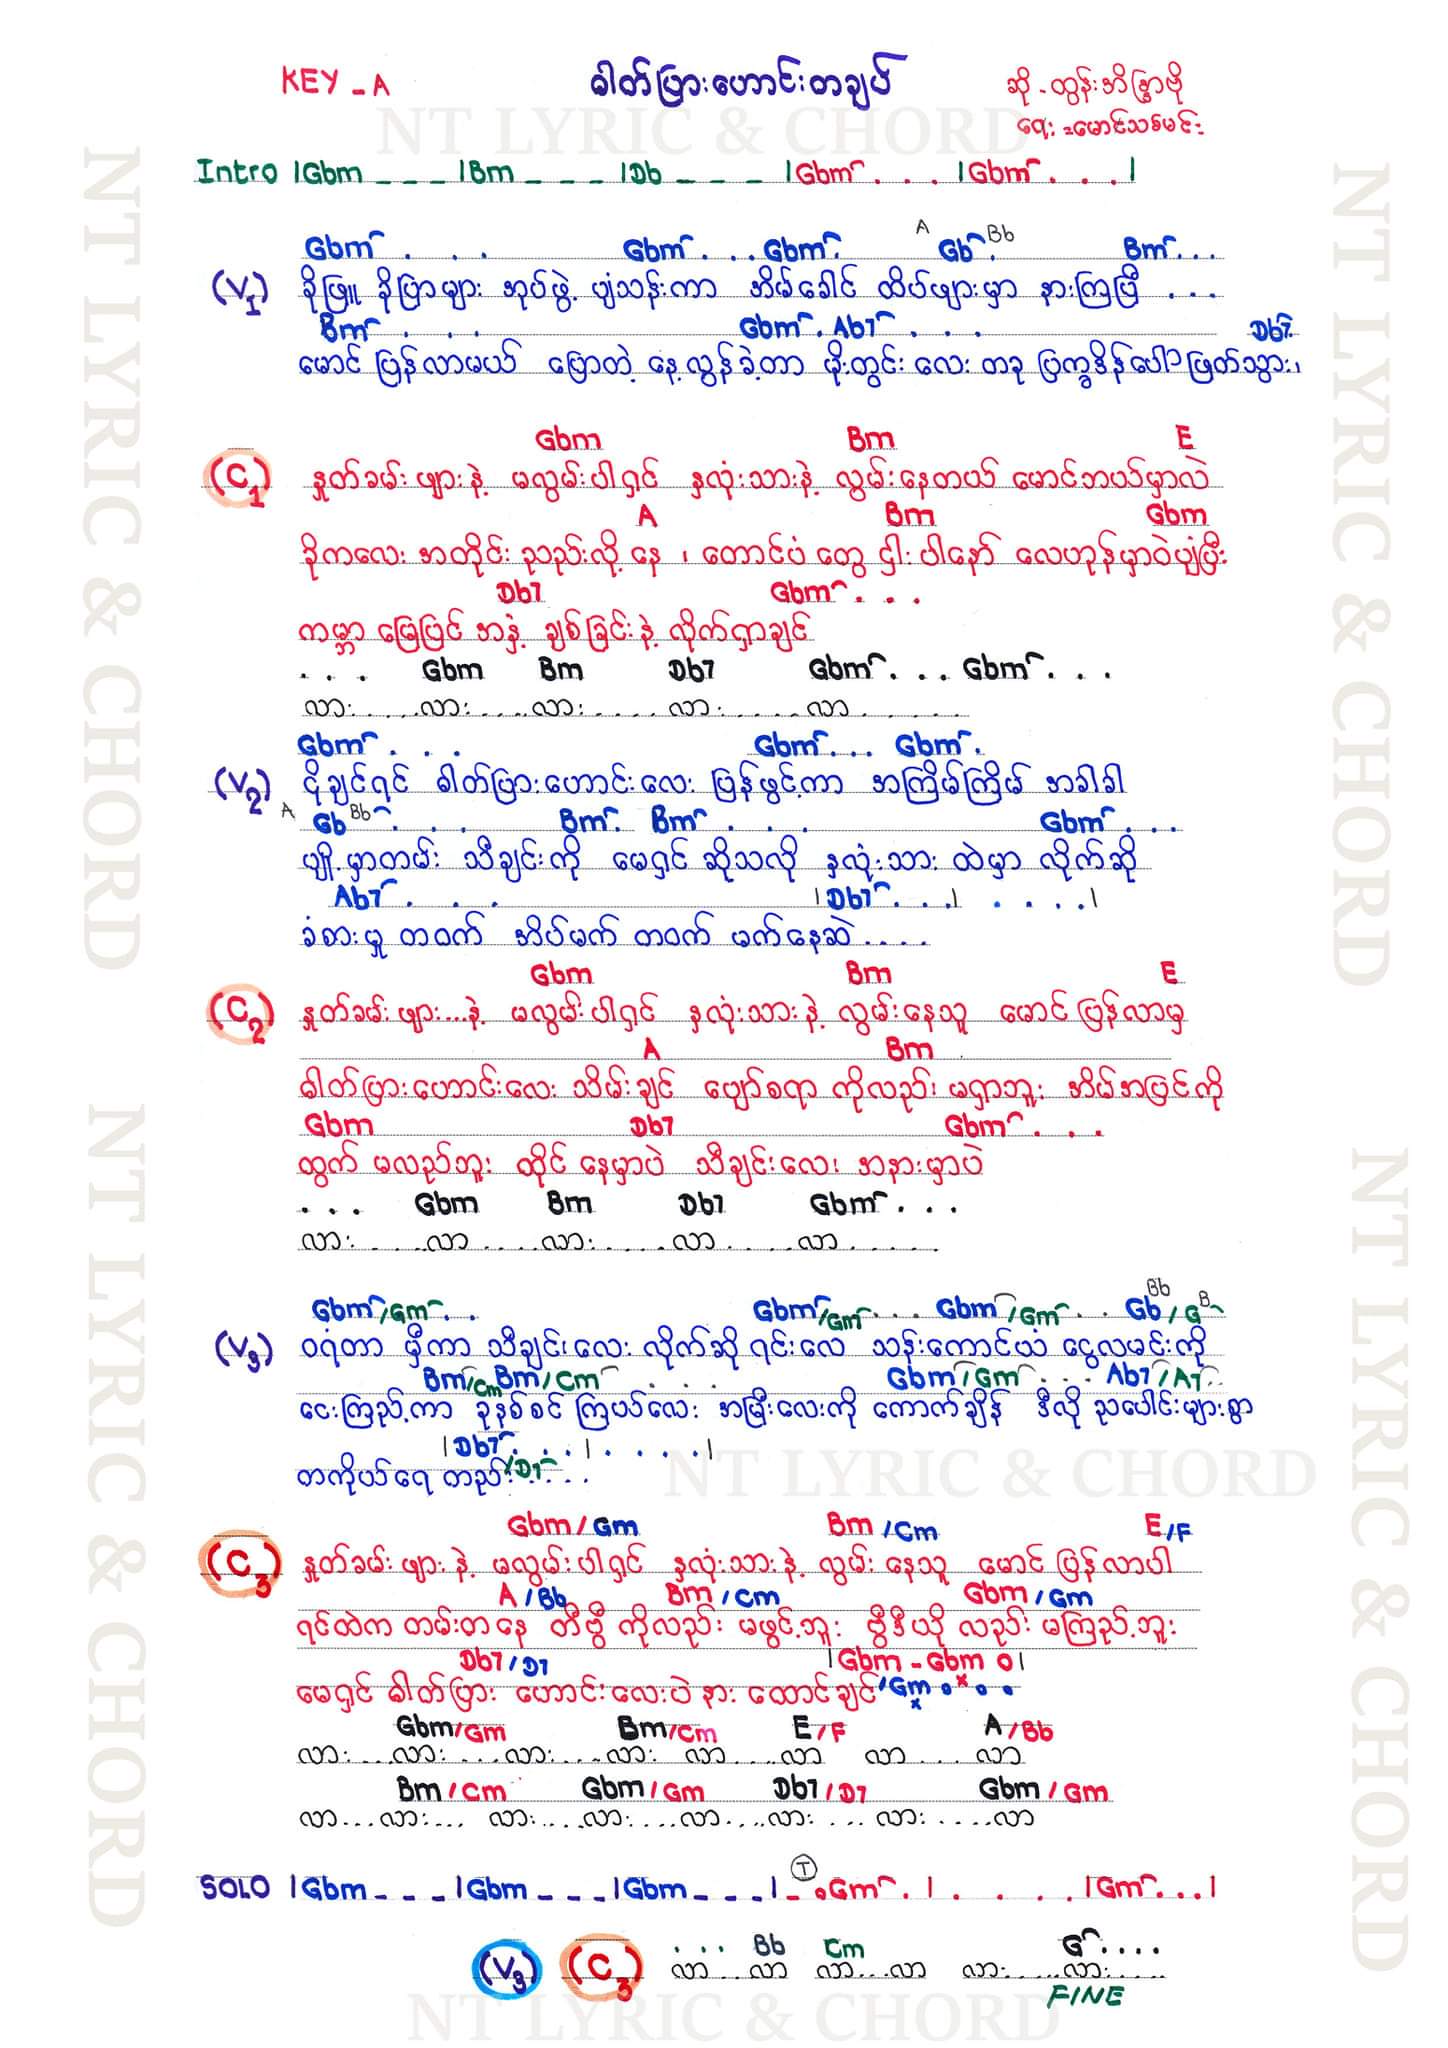 KEY - A
ဓါတ်ပြားဟောင်းတချပ်
ဆို - ထွန်းအိန္ဒြာဗို
ရေး - မောင်သစ်မင်း
Intro |Gbm _ _ _ |Bm _ _ _ |Db _ _ _ |Gbm . . . |Gbm . . . |
Gbm . . . Gbm . . . Gbm . A Gb Bb . Bm . . .
(V1) ခိုဖြူ ခိုပြာများ အုပ်ဖွဲ့ ပျံသန်းကာ အိမ်ခေါင် ထိပ်ဖျားမှာ နားကြပြီ . . .
Bm . . . Gbm . Ab7 . . . Db7 .
မောင် ပြန်လာမယ် ပြောတဲ့ နေ့လွန်ခဲ့တာ မိုးတွင်း လေး တခု ပြက္ခဒိန်ပေါ်ဖြတ်သွား၊
Gbm Bm E
(C1) နှုတ်ခမ်းဖျားနဲ့ မလွမ်းပါရှင် နှလုံးသားနဲ့ လွမ်းနေတယ် မောင်ဘယ်မှာလဲ
A Bm Gbm
ခိုကလေး အတိုင်း ညည်းလို့နေ ၊ တောင်ပံတွေ ငှါးပါနော် လေဟုန်မှာဝဲပျံပြီး
Db7 Gbm . . .
ကမ္ဘာမြေပြင် အနှံ့ ချစ်ခြင်းနဲ့ လိုက်ရှာချင်
. . . Gbm Bm Db7 Gbm . . . Gbm . . .
လား . . . . လား . . . . လား . . . . လား . . . . လာ . . . . . .
Gbm . . . Gbm . . . Gbm .
(V2) ငိုချင်ရင် ဓါတ်ပြားဟောင်းလေး ပြန်ဖွင့်ကာ အကြိမ်ကြိမ် အခါခါ
A Gb Bb . . . Bm . Bm . . . Gbm . . .
မျှို့မှာတမ်း သီချင်းကို မေရှင်ဆိုသလို နှလုံးသား ထဲမှာ လိုက်ဆို
Ab7 . . . |Db7 . . . | . . . . |
ခံစားမှု တဝက် အိပ်မက် တဝက် မက်နေဆဲ . . . .
Gbm Bm E
(C2) နှုတ်ခမ်းဖျား....နဲ့ မလွမ်းပါရှင် နှလုံးသားနဲ့ လွမ်းနေသူ မောင် ပြန်လာမှ
A Bm
ဓါတ်ပြားဟောင်းလေး သိမ်းချင် ပျော်စရာ ကိုလည်း မရှာဘူး အိမ်အပြင်ကို
Gbm Db7 Gbm . . .
ထွက် မလည်ဘူး ထိုင် နေမှာပဲ သီချင်းလေး အနားမှာပဲ
. . . Gbm Bm Db7 Gbm . . .
လား . . . . လာ . . . . လား . . . . လာ . . . . လာ . . . . .
Gbm/Gm . . . Gbm/Gm . . . Gbm/Gm . . Gb Bb/G B
(V3) ဝရံတာ မှီကာ သီချင်းလေး လိုက်ဆို ရင်းလေ သန်းကောင်ယံ ငွေလမင်းကို
Bm/Cm Bm/Cm . . . Gbm/Gm . . . Ab7/A7 . .
ငေးကြည့်ကာ ခုနှစ်စင် ကြယ်လေး အမြီးလေးကို ကောက်ချိန် ဒီလို ညပေါင်းများစွာ
|Db7 . . . | . . . . |
တကိုယ်ရေ တည်း /D7 . . . .
Gbm/Gm Bm/Cm E/F
(C3) နှုတ်ခမ်းဖျားနဲ့ မလွမ်းပါရှင် နှလုံးသားနဲ့ လွမ်းနေသူ မောင် ပြန်လာပါ
A/Bb Bm/Cm Gbm/Gm
ရင်ထဲက တမ်းတနေ တီဗွီ ကိုလည်း မဖွင့်ဘူး ဗွီဒီယို လည်း မကြည့်ဘူး
Db7/D7 |Gbm - Gbm 0|
မေရှင် ဓါတ်ပြား ဟောင်းလေးပဲ နား ထောင်ချင် /Gm . x . .
Gbm/Gm Bm/Cm E/F A/Bb
လား . . . လား . . . လား . . . လား လာ . . . လာ လာ . . . လာ
Bm/Cm Gbm/Gm Db7/D7 Gbm/Gm
လာ . . . လား . . . လား . . . လား . . . လာ . . . လား . . . လား . . . . လာ
SOLO |Gbm _ _ _ |Gbm _ _ _ |Gbm _ _ _ | _ (T) . Gm . | . . . . |Gm . . . |
. . . Bb Cm G . . . .
(V3) (C3) လာ . . . လာ လာ . . . လာ လား . . . . လား . . . .
FINE
NT LYRIC & CHORD
NT LYRIC & CHORD
NT LYRIC & CHORD
NT LYRIC & CHORD
NT LYRIC & CHORD
NT LYRIC & CHORD
NT LYRIC & CHORD